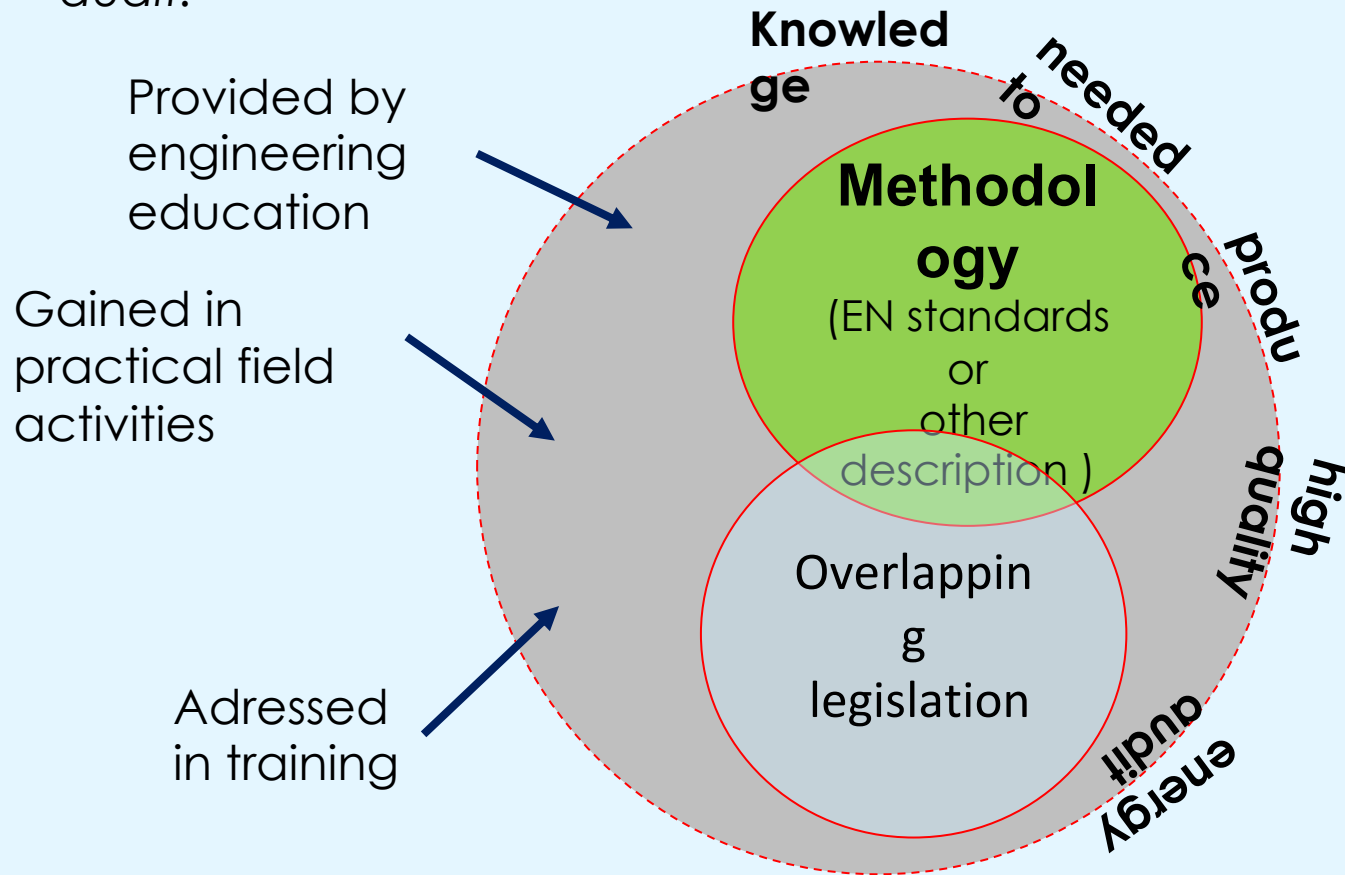 audit.
Knowled
ge
needed
to
produ
ce
high
quality
energy
audit
Provided by
engineering
education
Gained in
practical field
activities
Adressed
in training
Methodol
ogy
(EN standards
or
other
description )
Overlappin
g
legislation